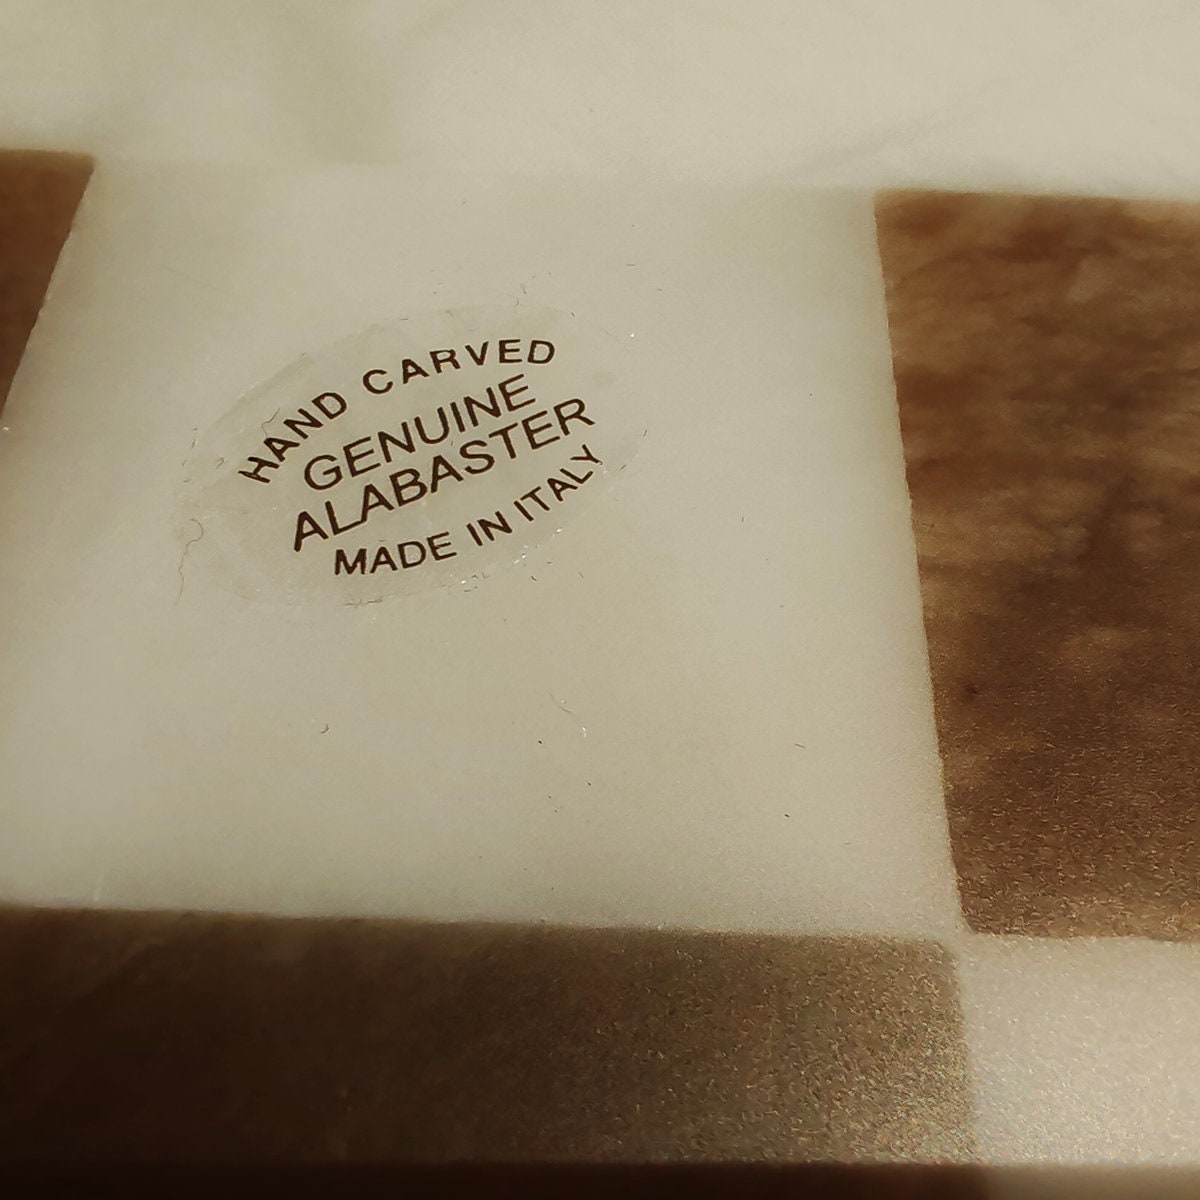 HAND CARVED
GENUINE
ALABASTER
MADE IN ITALY